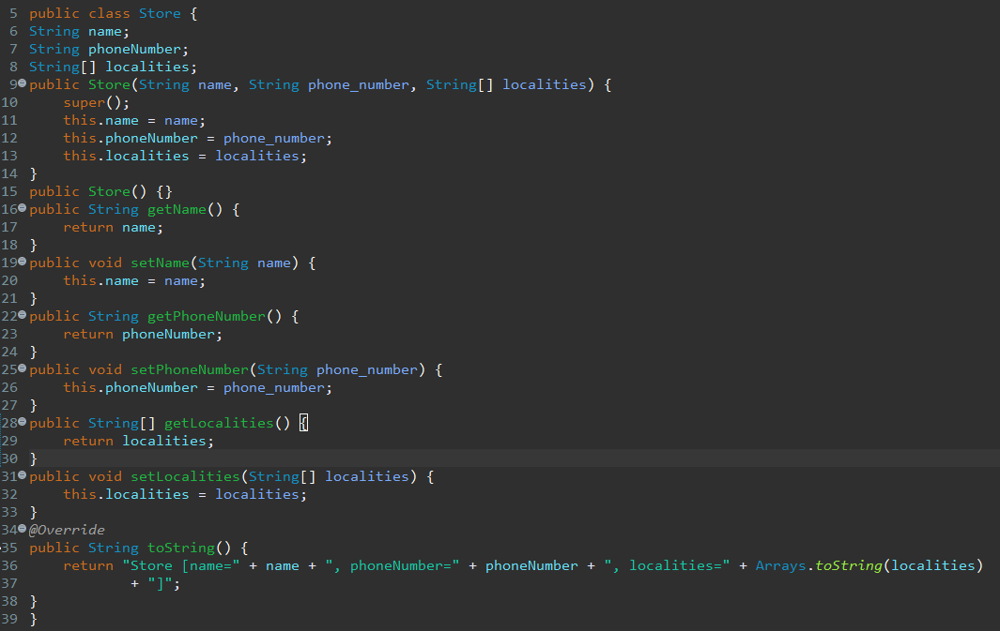 5 public class Store {
6 String name;
7 String phoneNumber;
8 String[] localities;
9 public Store(String name, String phone_number, String[] localities) {
10     super();
11     this.name = name;
12     this.phoneNumber = phone_number;
13     this.localities = localities;
14 }
15 public Store() {}
16 public String getName() {
17     return name;
18 }
19 public void setName(String name) {
20     this.name = name;
21 }
22 public String getPhoneNumber() {
23     return phoneNumber;
24 }
25 public void setPhoneNumber(String phone_number) {
26     this.phoneNumber = phone_number;
27 }
28 public String[] getLocalities() {
29     return localities;
30 }
31 public void setLocalities(String[] localities) {
32     this.localities = localities;
33 }
34 @Override
35 public String toString() {
36     return "Store [name=" + name + ", phoneNumber=" + phoneNumber + ", localities=" + Arrays.toString(localities)
37             + "]";
38 }
39 }